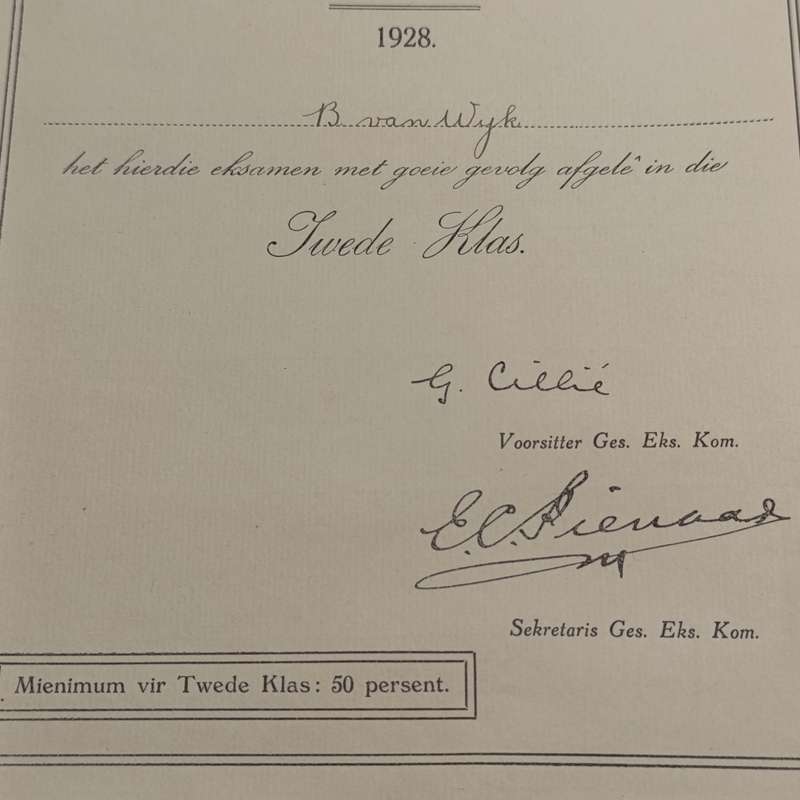 1928.
B. van Wyk
het hierdie eksamen met goeie gevolg afgelê in die
Twede Klas.
G. Cillié
Voorsitter Ges. Eks. Kom.
E.C. Pienaar
Sekretaris Ges. Eks. Kom.
Mienimum vir Twede Klas: 50 persent.